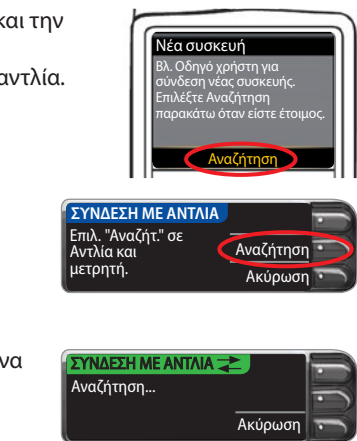 και την
αντλία.
Νέα συσκευή
Βλ. Οδηγό χρήστη για
σύνδεση νέας συσκευής.
Επιλέξτε Αναζήτηση
παρακάτω όταν είστε έτοιμος.
Αναζήτηση
ΣΥΝΔΕΣΗ ΜΕ ΑΝΤΛΙΑ
Επιλ. "Αναζήτ." σε
Αντλία και
μετρητή.
Αναζήτηση
Ακύρωση
να
ΣΥΝΔΕΣΗ ΜΕ ΑΝΤΛΙΑ
Αναζήτηση...
Ακύρωση